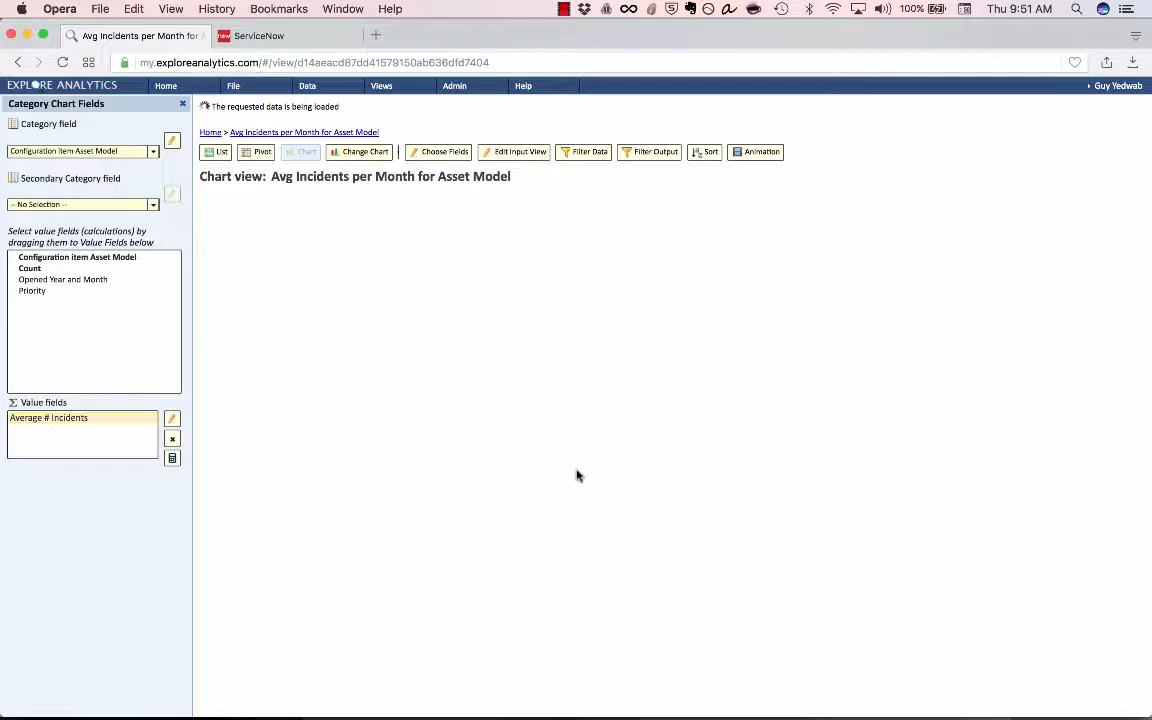 Opera File Edit View History Bookmarks Window Help 100% Thu 9:51 AM
Avg Incidents per Month for A ServiceNow
my.exploreanalytics.com/#/view/d14aeacd87dd41579150ab636dfd7404
EXPLORE ANALYTICS Home File Data Views Admin Help Guy Yedwab
Category Chart Fields
Category field
Configuration item Asset Model
Secondary Category field
-- No Selection --
Select value fields (calculations) by
dragging them to Value Fields below
Configuration item Asset Model
Count
Opened Year and Month
Priority
Σ Value fields
Average # Incidents
The requested data is being loaded
Home > Avg Incidents per Month for Asset Model
List Pivot Chart Change Chart Choose Fields Edit Input View Filter Data Filter Output Sort Animation
Chart view: Avg Incidents per Month for Asset Model